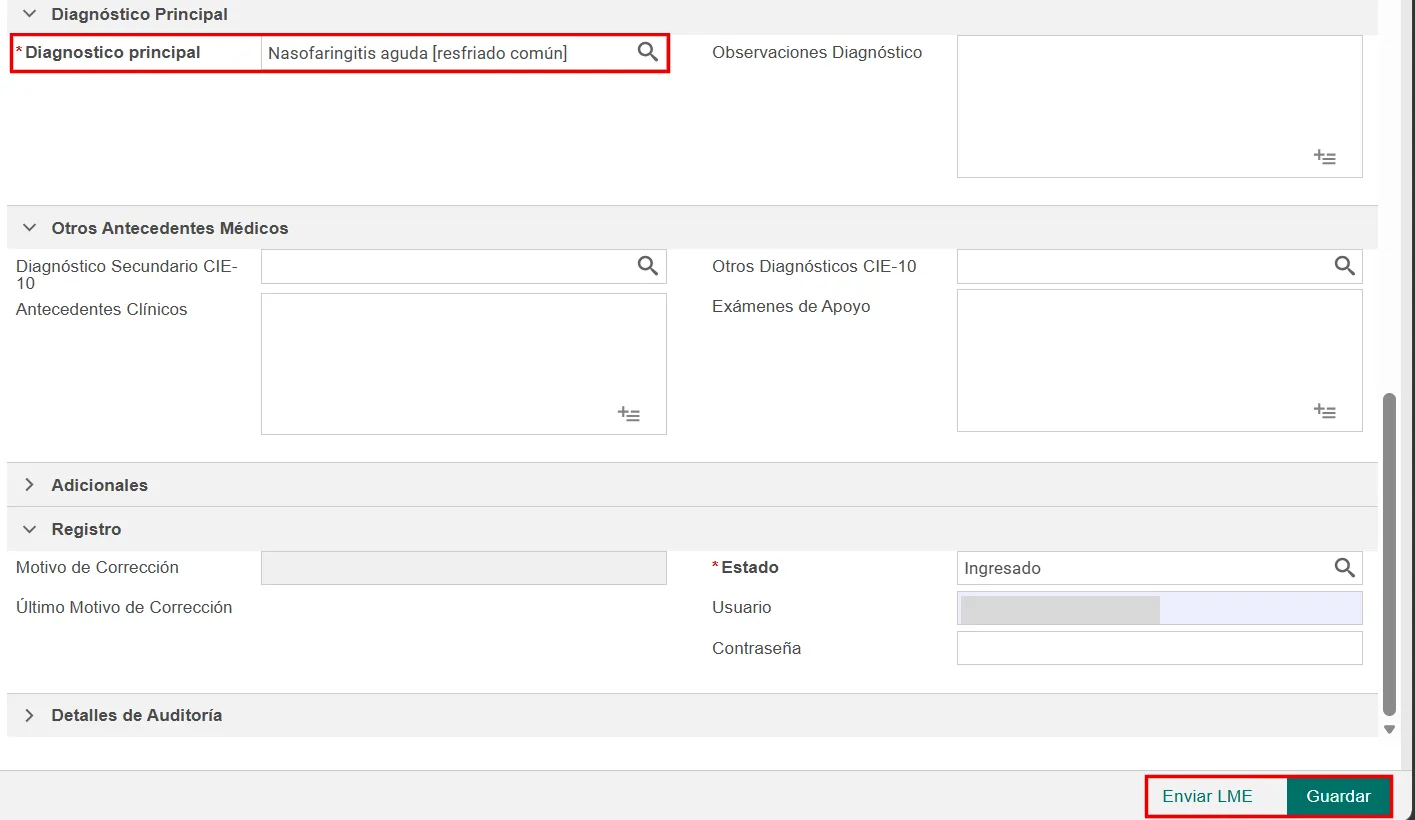 Diagnóstico Principal
*Diagnostico principal
Nasofaringitis aguda [resfriado común]
Observaciones Diagnóstico
Otros Antecedentes Médicos
Diagnóstico Secundario CIE-
10
Otros Diagnósticos CIE-10
Antecedentes Clínicos
Exámenes de Apoyo
Adicionales
Registro
Motivo de Corrección
*Estado
Ingresado
Último Motivo de Corrección
Usuario
Contraseña
Detalles de Auditoría
Enviar LME
Guardar